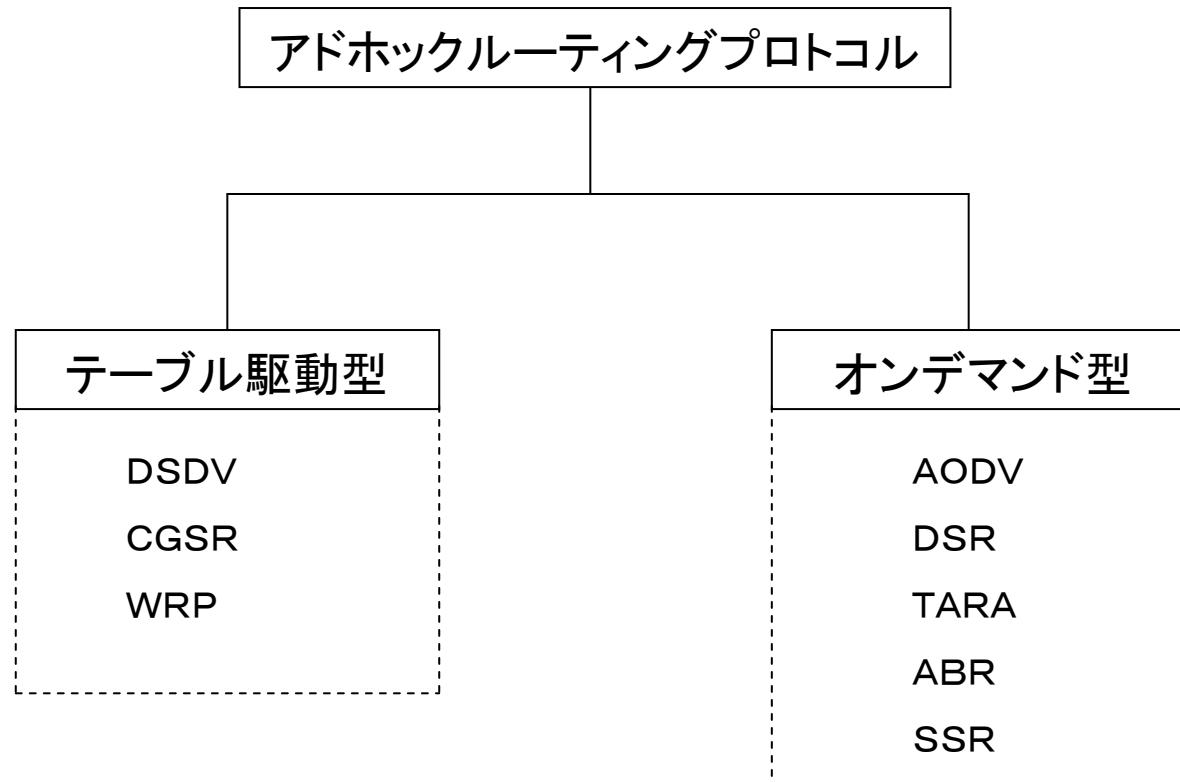 アドホックルーティングプロトコル
テーブル駆動型
DSDV
CGSR
WRP
オンデマンド型
AODV
DSR
TARA
ABR
SSR